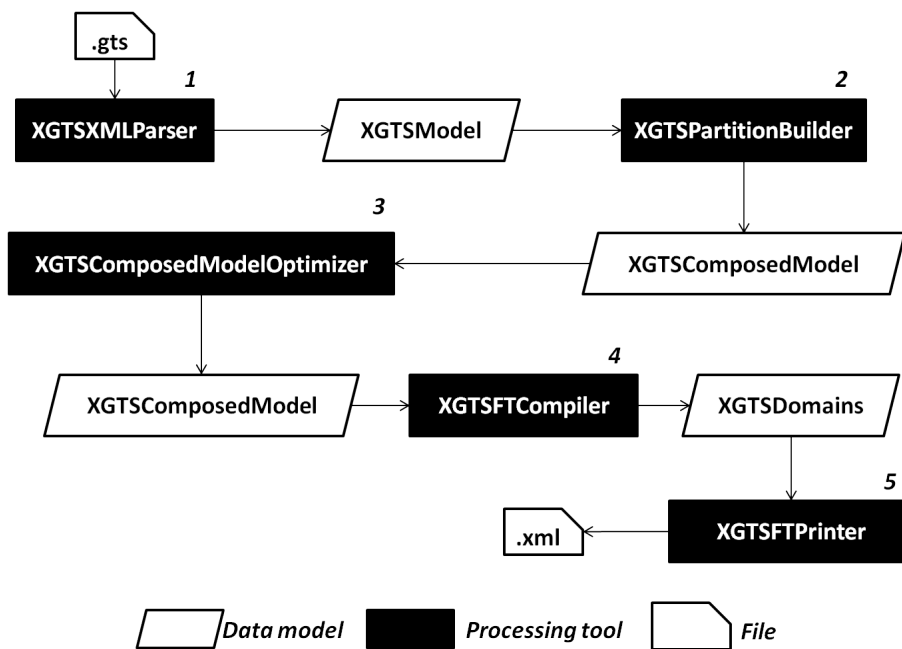 .gts
1
2
XGTSXMLParser
XGTSModel
XGTSPartitionBuilder
3
XGTSComposedModelOptimizer
XGTSComposedModel
4
XGTSComposedModel
XGTSFTCompiler
XGTSDomains
5
.xml
XGTSFTPrinter
Data model
Processing tool
File